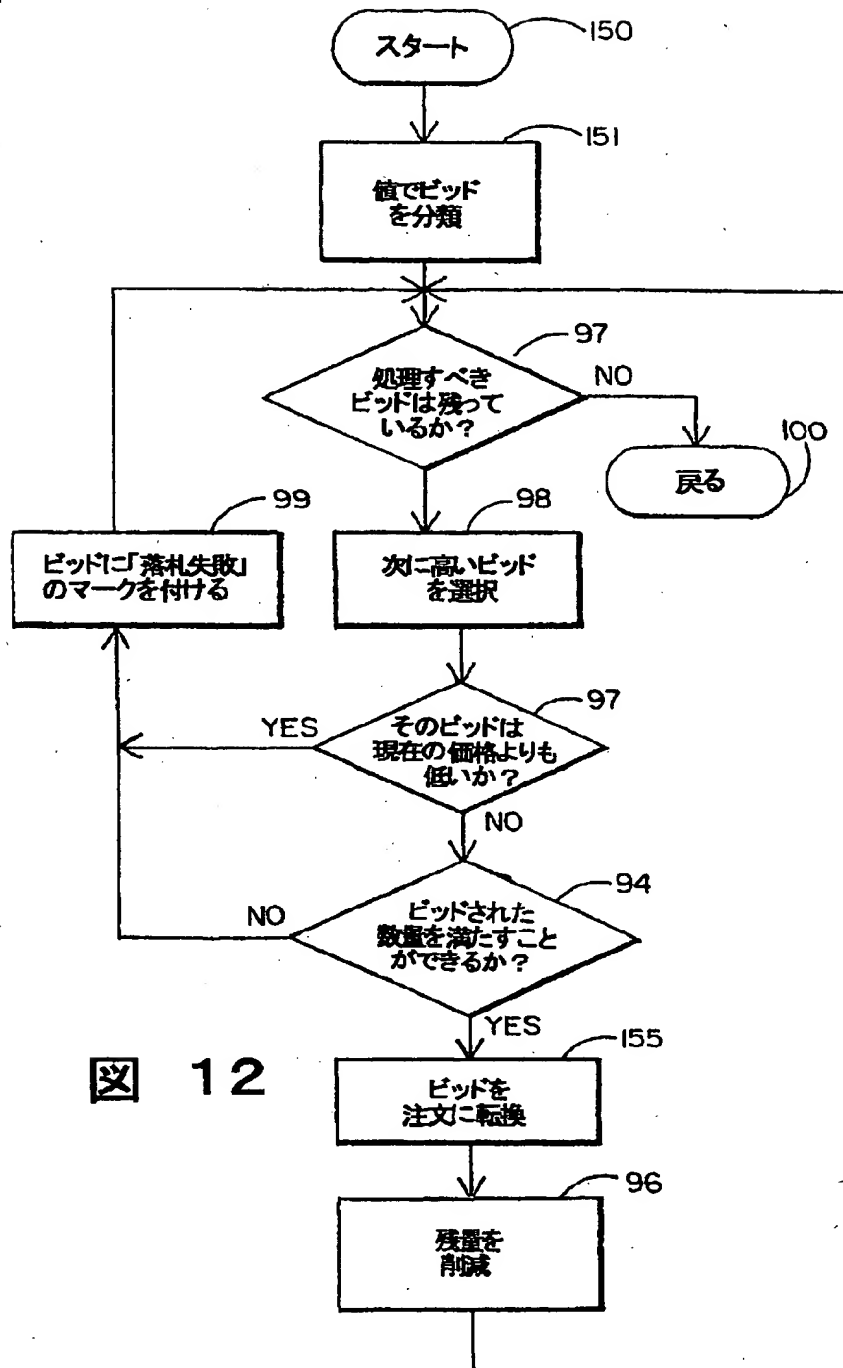 スタート
150
151
値でビッド
を分類
97
処理すべき
ビッドは残って
いるか？
NO
100
戻る
99
ビッドに「落札失敗」
のマークを付ける
98
次に高いビッド
を選択
97
そのビッドは
現在の価格よりも
低いか？
YES
NO
94
ビッドされた
数量を満たすこと
ができるか？
NO
YES
155
ビッドを
注文に転換
図 12
96
残量を
削減